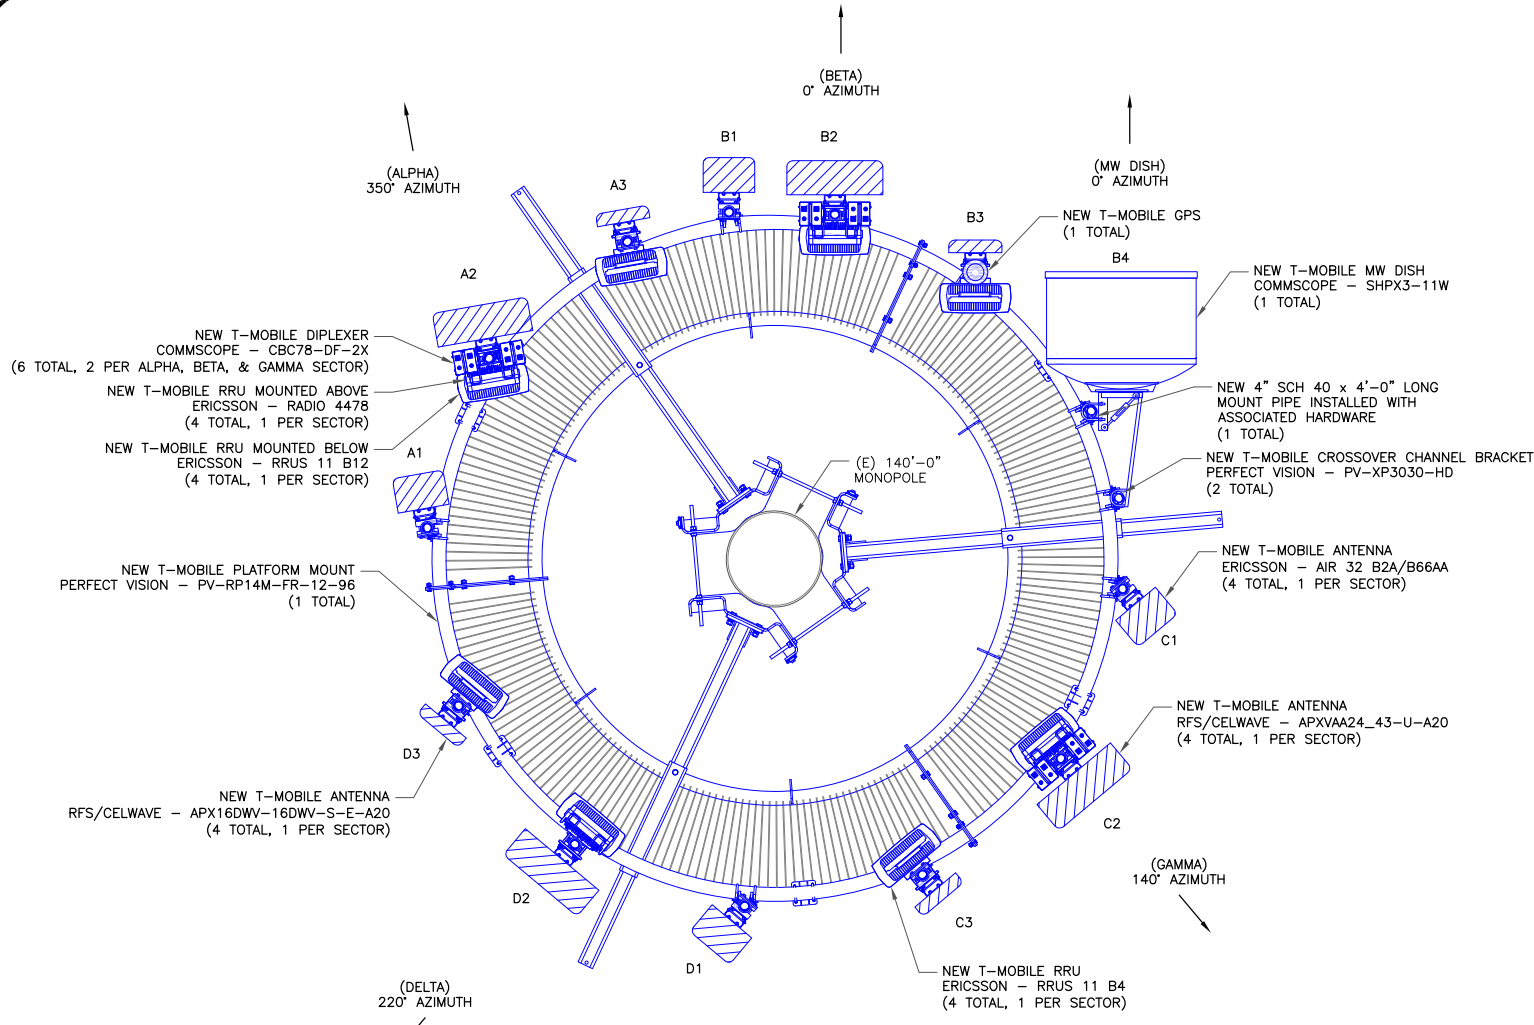 (BETA)
0° AZIMUTH
(ALPHA)
350° AZIMUTH
(MW DISH)
0° AZIMUTH
B1
B2
A3
B3
NEW T-MOBILE GPS
(1 TOTAL)
B4
A2
NEW T-MOBILE MW DISH
COMMSCOPE - SHPX3-11W
(1 TOTAL)
NEW T-MOBILE DIPLEXER
COMMSCOPE - CBC78-DF-2X
(6 TOTAL, 2 PER ALPHA, BETA, & GAMMA SECTOR)
NEW T-MOBILE RRU MOUNTED ABOVE
ERICSSON - RADIO 4478
(4 TOTAL, 1 PER SECTOR)
NEW T-MOBILE RRU MOUNTED BELOW
ERICSSON - RRUS 11 B12
(4 TOTAL, 1 PER SECTOR)
A1
NEW 4" SCH 40 x 4'-0" LONG
MOUNT PIPE INSTALLED WITH
ASSOCIATED HARDWARE
(1 TOTAL)
(E) 140'-0"
MONOPOLE
NEW T-MOBILE CROSSOVER CHANNEL BRACKET
PERFECT VISION - PV-XP3030-HD
(2 TOTAL)
NEW T-MOBILE PLATFORM MOUNT
PERFECT VISION - PV-RP14M-FR-12-96
(1 TOTAL)
NEW T-MOBILE ANTENNA
ERICSSON - AIR 32 B2A/B66AA
(4 TOTAL, 1 PER SECTOR)
C1
NEW T-MOBILE ANTENNA
RFS/CELWAVE - APXVAA24_43-U-A20
(4 TOTAL, 1 PER SECTOR)
D3
NEW T-MOBILE ANTENNA
RFS/CELWAVE - APX16DWV-16DWV-S-E-A20
(4 TOTAL, 1 PER SECTOR)
C2
(GAMMA)
140° AZIMUTH
D2
C3
D1
NEW T-MOBILE RRU
ERICSSON - RRUS 11 B4
(4 TOTAL, 1 PER SECTOR)
(DELTA)
220° AZIMUTH